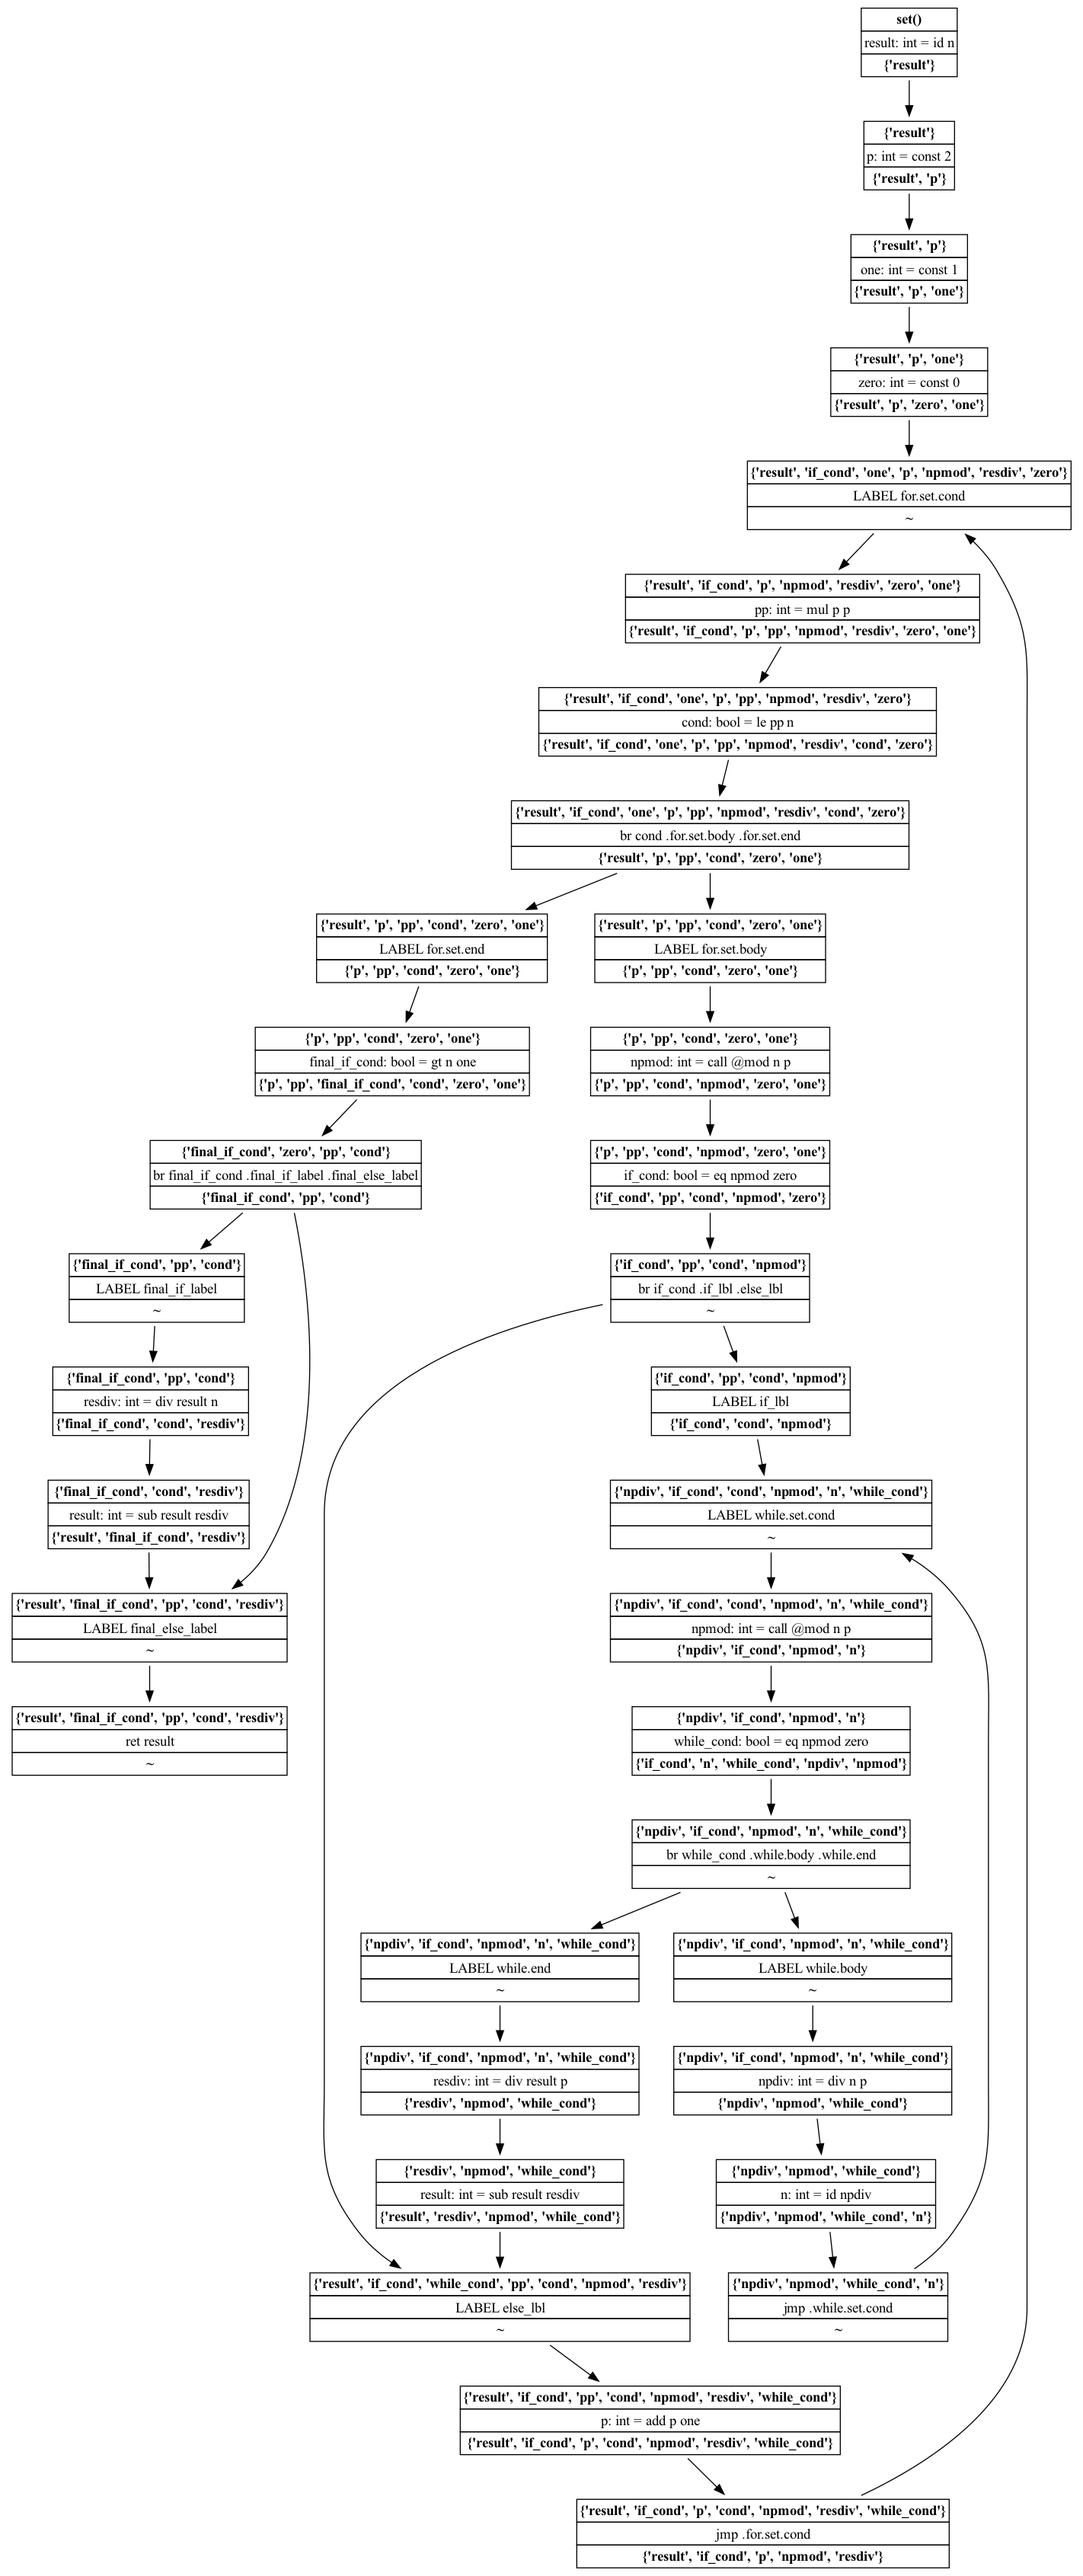 set()
result: int = id n
{'result'}
{'result'}
p: int = const 2
{'result', 'p'}
{'result', 'p'}
one: int = const 1
{'result', 'p', 'one'}
{'result', 'p', 'one'}
zero: int = const 0
{'result', 'p', 'zero', 'one'}
{'result', 'if_cond', 'one', 'p', 'npmod', 'resdiv', 'zero'}
LABEL for.set.cond
~
{'result', 'if_cond', 'p', 'npmod', 'resdiv', 'zero', 'one'}
pp: int = mul p p
{'result', 'if_cond', 'p', 'pp', 'npmod', 'resdiv', 'zero', 'one'}
{'result', 'if_cond', 'one', 'p', 'pp', 'npmod', 'resdiv', 'zero'}
cond: bool = le pp n
{'result', 'if_cond', 'one', 'p', 'pp', 'npmod', 'resdiv', 'cond', 'zero'}
{'result', 'if_cond', 'one', 'p', 'pp', 'npmod', 'resdiv', 'cond', 'zero'}
br cond .for.set.body .for.set.end
{'result', 'p', 'pp', 'cond', 'zero', 'one'}
{'result', 'p', 'pp', 'cond', 'zero', 'one'}
LABEL for.set.end
{'p', 'pp', 'cond', 'zero', 'one'}
{'result', 'p', 'pp', 'cond', 'zero', 'one'}
LABEL for.set.body
{'p', 'pp', 'cond', 'zero', 'one'}
{'p', 'pp', 'cond', 'zero', 'one'}
final_if_cond: bool = gt n one
{'p', 'pp', 'final_if_cond', 'cond', 'zero', 'one'}
{'p', 'pp', 'cond', 'zero', 'one'}
npmod: int = call @mod n p
{'p', 'pp', 'cond', 'npmod', 'zero', 'one'}
{'final_if_cond', 'zero', 'pp', 'cond'}
br final_if_cond .final_if_label .final_else_label
{'final_if_cond', 'pp', 'cond'}
{'p', 'pp', 'cond', 'npmod', 'zero', 'one'}
if_cond: bool = eq npmod zero
{'if_cond', 'pp', 'cond', 'npmod', 'zero'}
{'final_if_cond', 'pp', 'cond'}
LABEL final_if_label
~
{'if_cond', 'pp', 'cond', 'npmod'}
br if_cond .if_lbl .else_lbl
~
{'final_if_cond', 'pp', 'cond'}
resdiv: int = div result n
{'final_if_cond', 'cond', 'resdiv'}
{'if_cond', 'pp', 'cond', 'npmod'}
LABEL if_lbl
{'if_cond', 'cond', 'npmod'}
{'final_if_cond', 'cond', 'resdiv'}
result: int = sub result resdiv
{'result', 'final_if_cond', 'resdiv'}
{'npdiv', 'if_cond', 'cond', 'npmod', 'n', 'while_cond'}
LABEL while.set.cond
~
{'result', 'final_if_cond', 'pp', 'cond', 'resdiv'}
LABEL final_else_label
~
{'npdiv', 'if_cond', 'cond', 'npmod', 'n', 'while_cond'}
npmod: int = call @mod n p
{'npdiv', 'if_cond', 'npmod', 'n'}
{'result', 'final_if_cond', 'pp', 'cond', 'resdiv'}
ret result
~
{'npdiv', 'if_cond', 'npmod', 'n'}
while_cond: bool = eq npmod zero
{'if_cond', 'n', 'while_cond', 'npdiv', 'npmod'}
{'npdiv', 'if_cond', 'npmod', 'n', 'while_cond'}
br while_cond .while.body .while.end
~
{'npdiv', 'if_cond', 'npmod', 'n', 'while_cond'}
LABEL while.end
~
{'npdiv', 'if_cond', 'npmod', 'n', 'while_cond'}
LABEL while.body
~
{'npdiv', 'if_cond', 'npmod', 'n', 'while_cond'}
resdiv: int = div result p
{'resdiv', 'npmod', 'while_cond'}
{'npdiv', 'if_cond', 'npmod', 'n', 'while_cond'}
npdiv: int = div n p
{'npdiv', 'npmod', 'while_cond'}
{'resdiv', 'npmod', 'while_cond'}
result: int = sub result resdiv
{'result', 'resdiv', 'npmod', 'while_cond'}
{'npdiv', 'npmod', 'while_cond'}
n: int = id npdiv
{'npdiv', 'npmod', 'while_cond', 'n'}
{'result', 'if_cond', 'while_cond', 'pp', 'cond', 'npmod', 'resdiv'}
LABEL else_lbl
~
{'npdiv', 'npmod', 'while_cond', 'n'}
jmp .while.set.cond
~
{'result', 'if_cond', 'pp', 'cond', 'npmod', 'resdiv', 'while_cond'}
p: int = add p one
{'result', 'if_cond', 'p', 'cond', 'npmod', 'resdiv', 'while_cond'}
{'result', 'if_cond', 'p', 'cond', 'npmod', 'resdiv', 'while_cond'}
jmp .for.set.cond
{'result', 'if_cond', 'p', 'npmod', 'resdiv'}